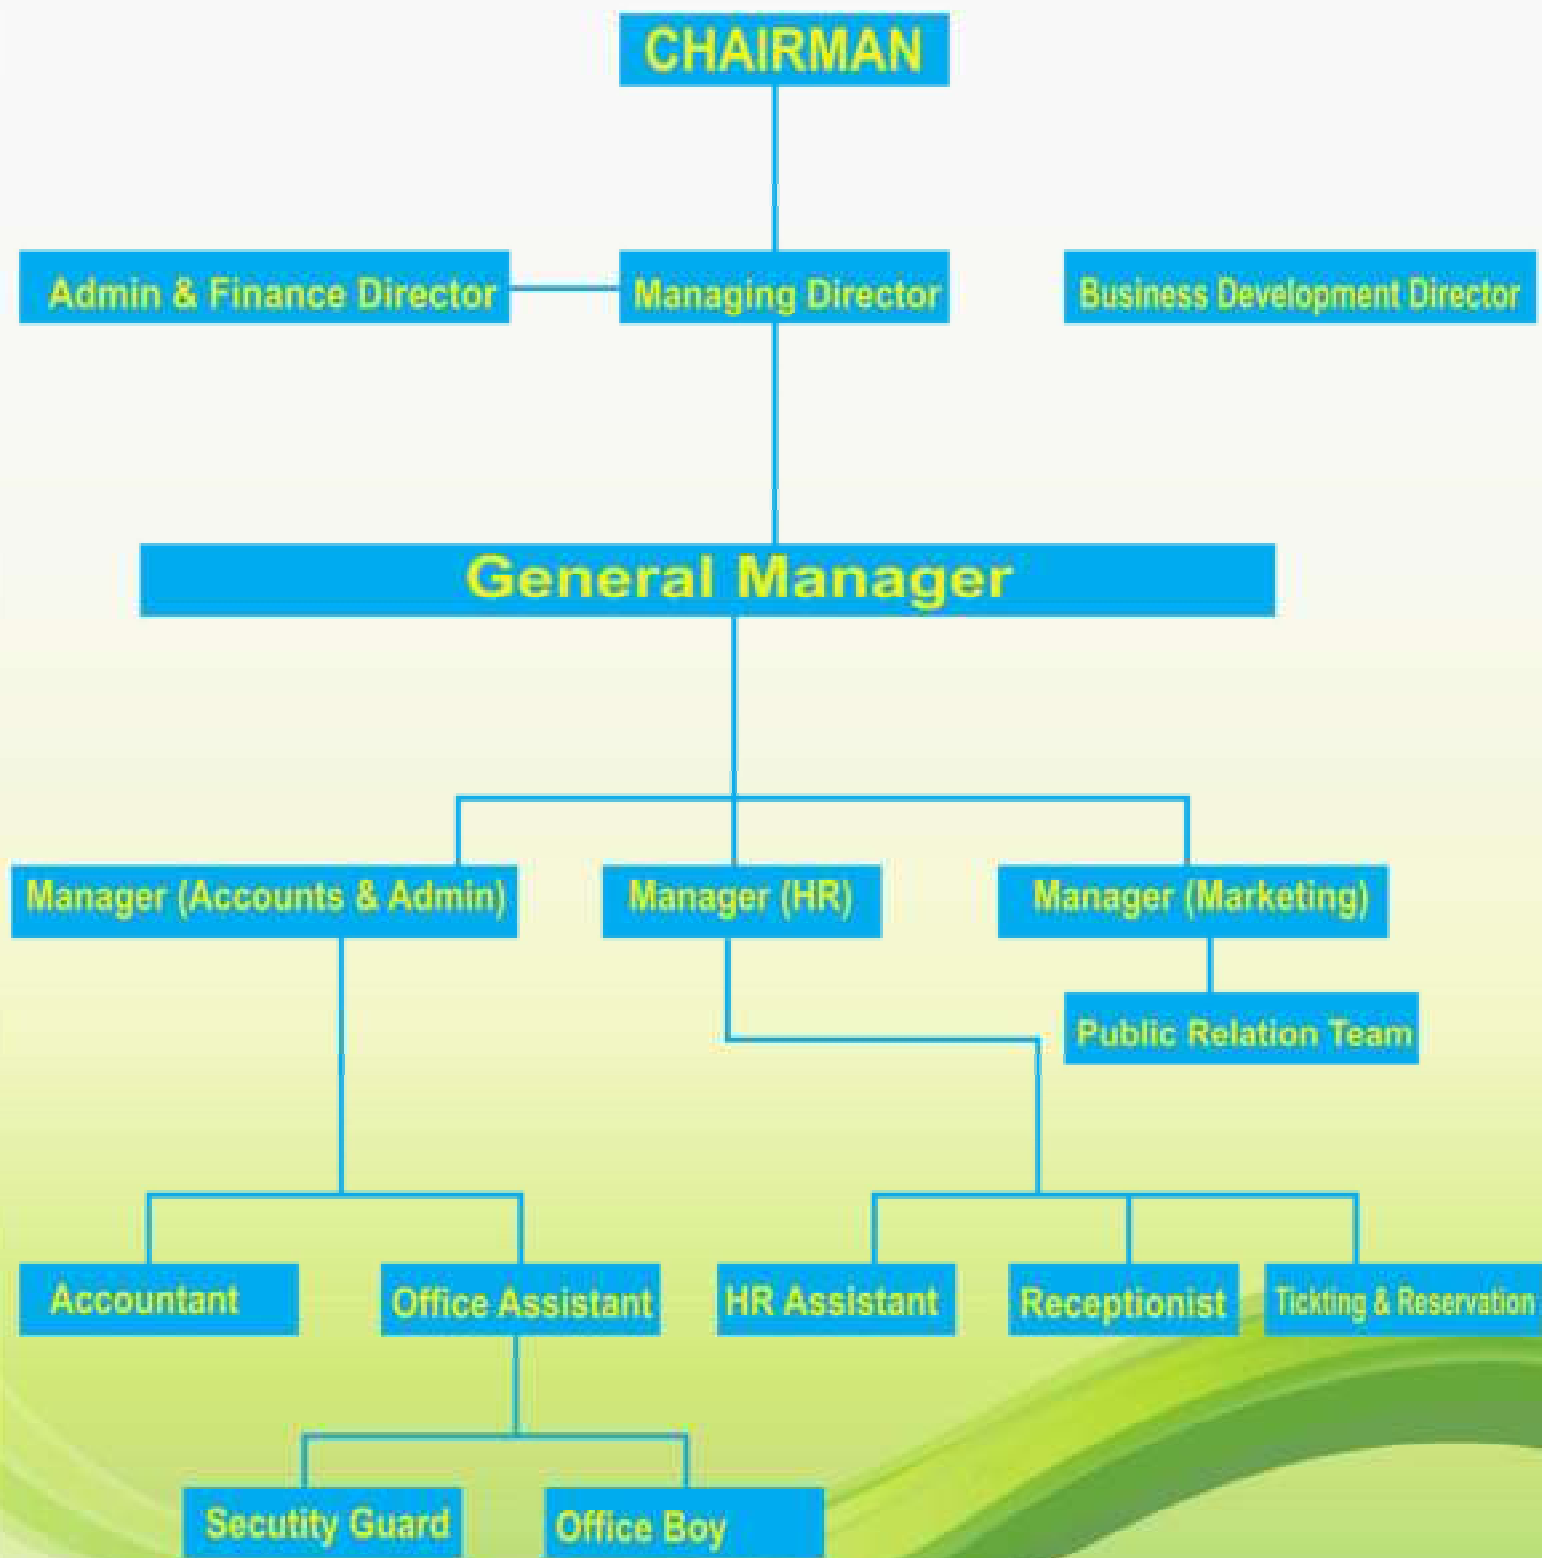 CHAIRMAN
Admin & Finance Director
Managing Director
Business Development Director
General Manager
Manager (Accounts & Admin)
Manager (HR)
Manager (Marketing)
Public Relation Team
Accountant
Office Assistant
HR Assistant
Receptionist
Tickting & Reservation
Secutity Guard
Office Boy